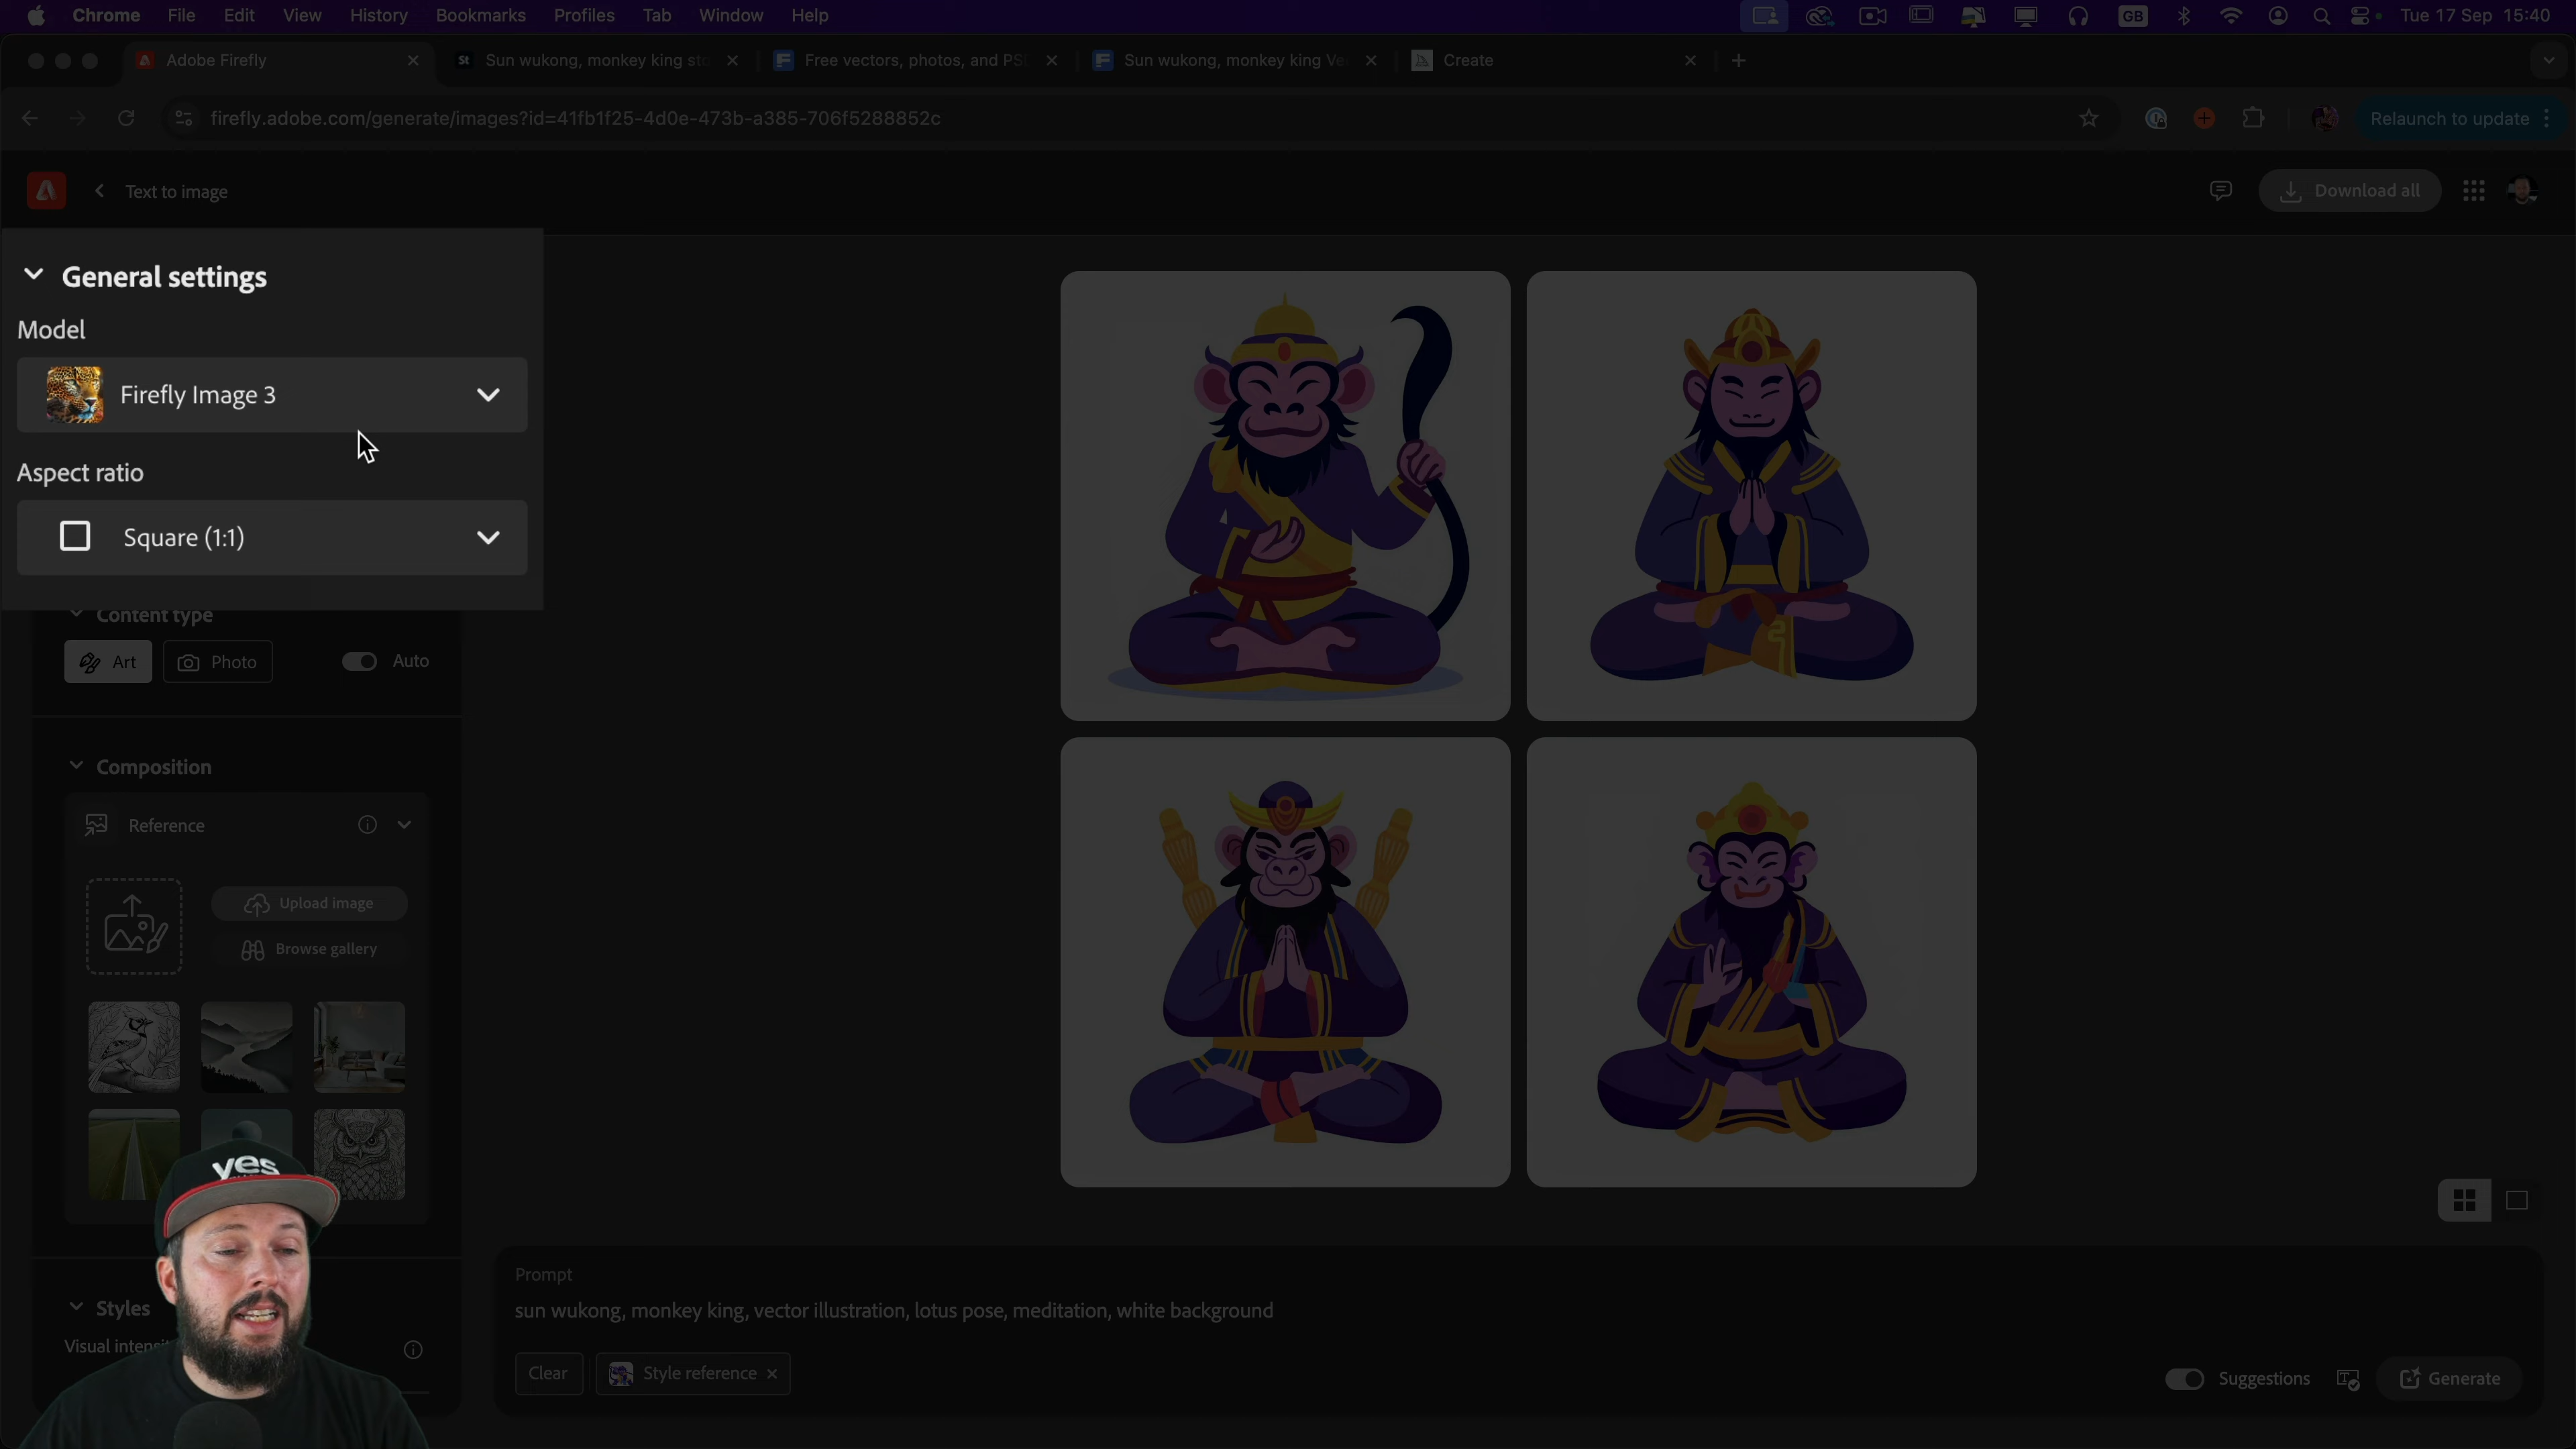 Chrome File Edit View History Bookmarks Profiles Tab Window Help GB Tue 17 Sep 15:40
Adobe Firefly St Sun wukong, monkey king sto Free vectors, photos, and PS Sun wukong, monkey king Ve Create
firefly.adobe.com/generate/images?id=41fb1f25-4d0e-473b-a385-706f5288852c Relaunch to update
Text to image Download all
General settings
Model
Firefly Image 3
Aspect ratio
Square (1:1)
Content type
Art Photo Auto
Composition
Reference
Upload image
Browse gallery
yes
Styles
Visual intensit
Prompt
sun wukong, monkey king, vector illustration, lotus pose, meditation, white background
Clear Style reference Suggestions Generate